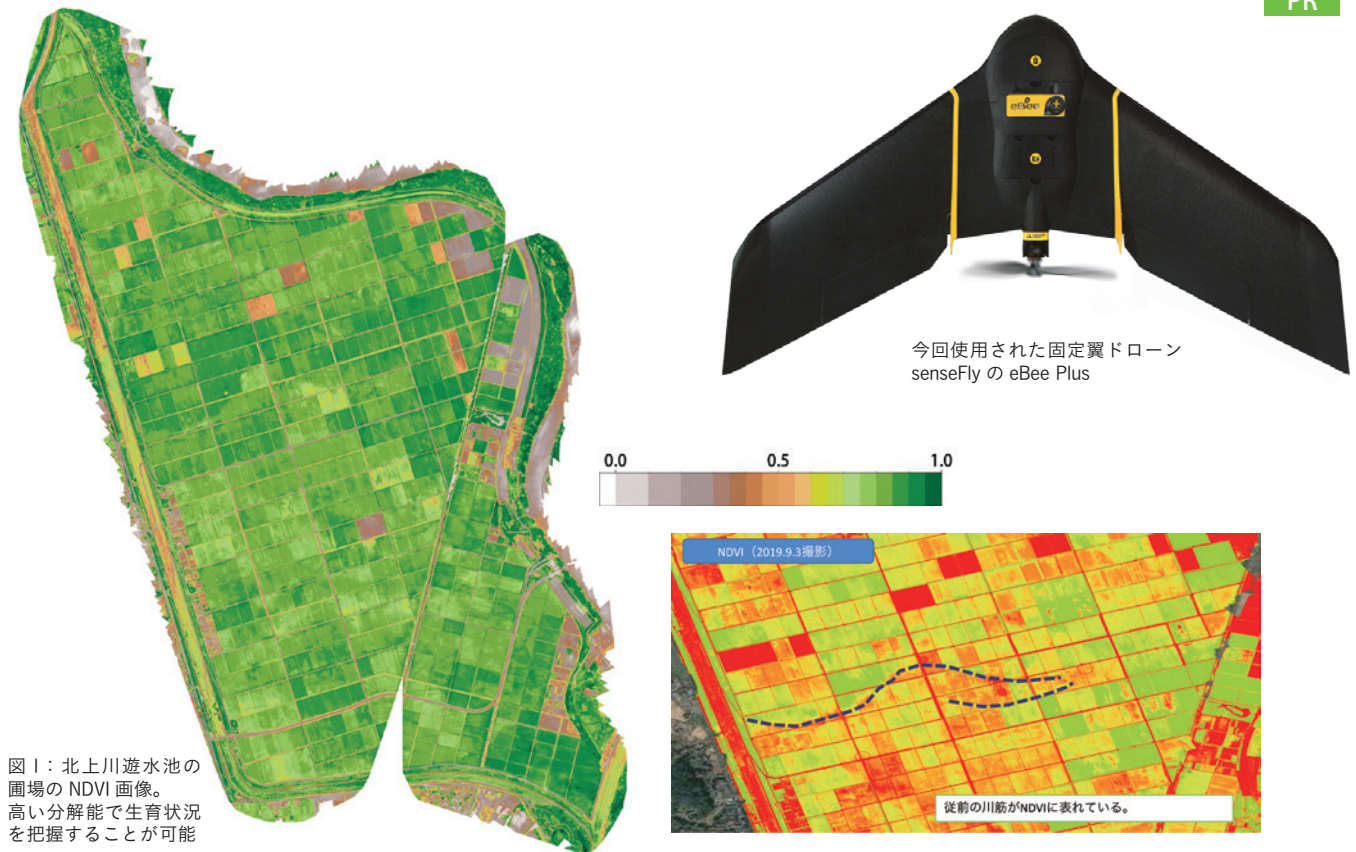 PR
eBee +
今回使用された固定翼ドローン
senseFly の eBee Plus
0.0 0.5 1.0
NDVI（2019.9.3撮影）
従前の川筋がNDVIに表れている。
図1：北上川遊水池の
圃場の NDVI 画像。
高い分解能で生育状況
を把握することが可能